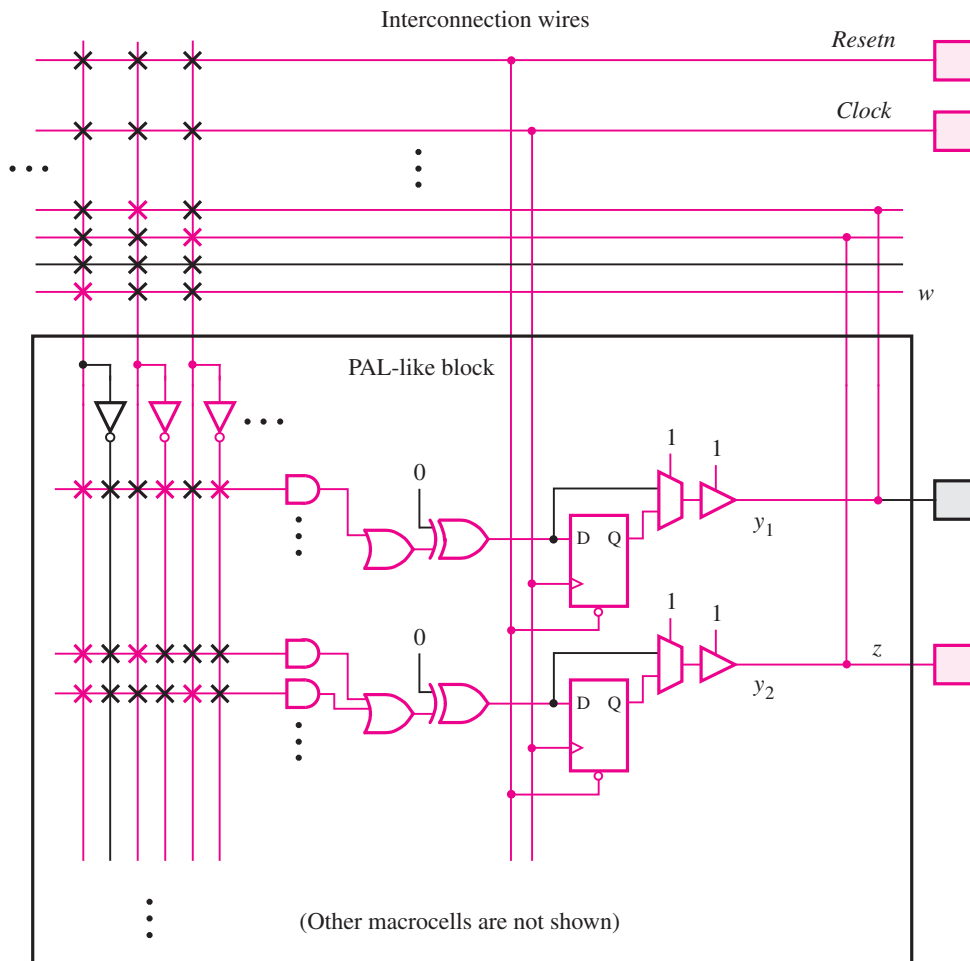 Interconnection wires
Resetn
Clock
w
PAL-like block
0
1
1
D Q
y1
0
1
1
z
D Q
y2
(Other macrocells are not shown)